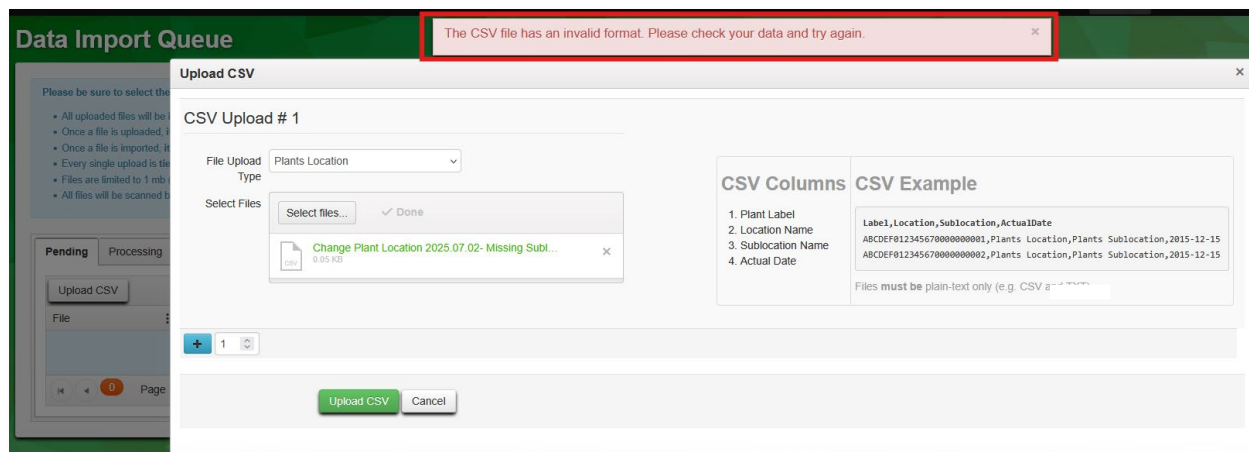 Data Import Queue
The CSV file has an invalid format. Please check your data and try again.
×
Upload CSV
×
Please be sure to select the
• All uploaded files will be
• Once a file is uploaded, i
• Once a file is imported, it
• Every single upload is tie
• Files are limited to 1 mb (
• All files will be scanned b
Pending
Processing
Upload CSV
File
0
Page
CSV Upload # 1
File Upload
Type
Plants Location
Select Files
Select files...
✓ Done
CSV
Change Plant Location 2025.07.02- Missing Subl...
0.05 KB
×
CSV Columns
1. Plant Label
2. Location Name
3. Sublocation Name
4. Actual Date
CSV Example
Label,Location,Sublocation,ActualDate
ABCDEF012345670000000001,Plants Location,Plants Sublocation,2015-12-15
ABCDEF012345670000000002,Plants Location,Plants Sublocation,2015-12-15
Files must be plain-text only (e.g. CSV
+
1
Upload CSV
Cancel